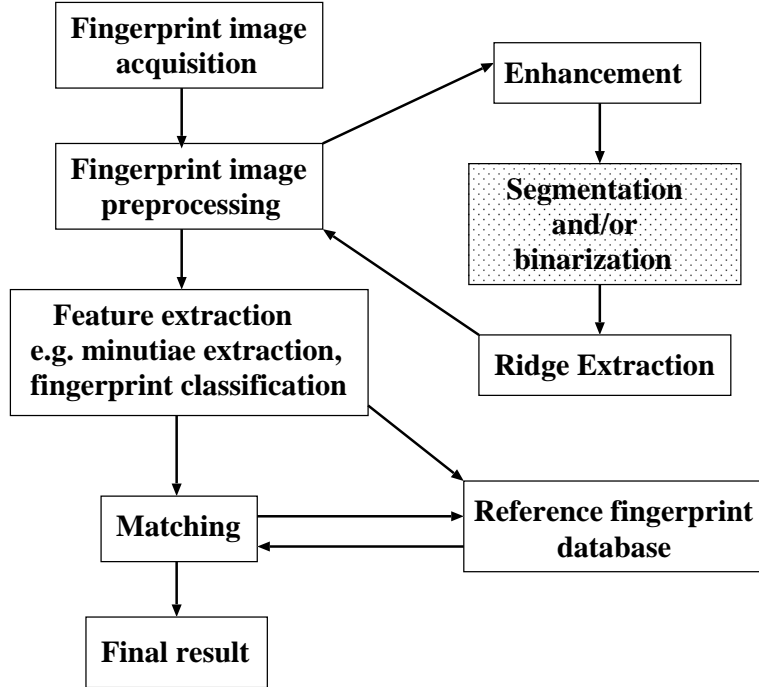 Fingerprint image
acquisition
Enhancement
Fingerprint image
preprocessing
Segmentation
and/or
binarization
Feature extraction
e.g. minutiae extraction,
fingerprint classification
Ridge Extraction
Matching
Reference fingerprint
database
Final result